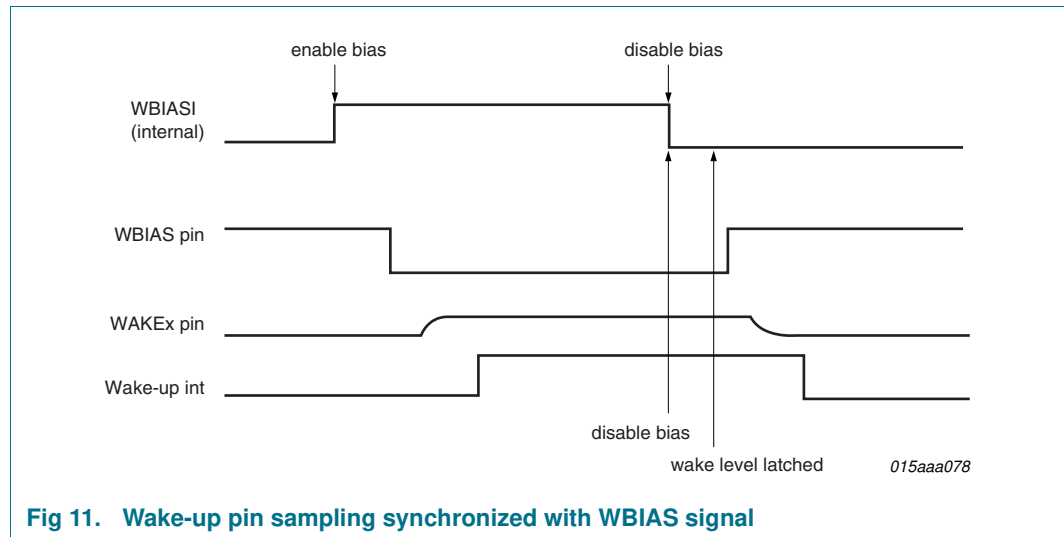 enable bias
disable bias
WBIASI
(internal)
WBIAS pin
WAKEx pin
Wake-up int
disable bias
wake level latched
015aaa078
Fig 11. Wake-up pin sampling synchronized with WBIAS signal